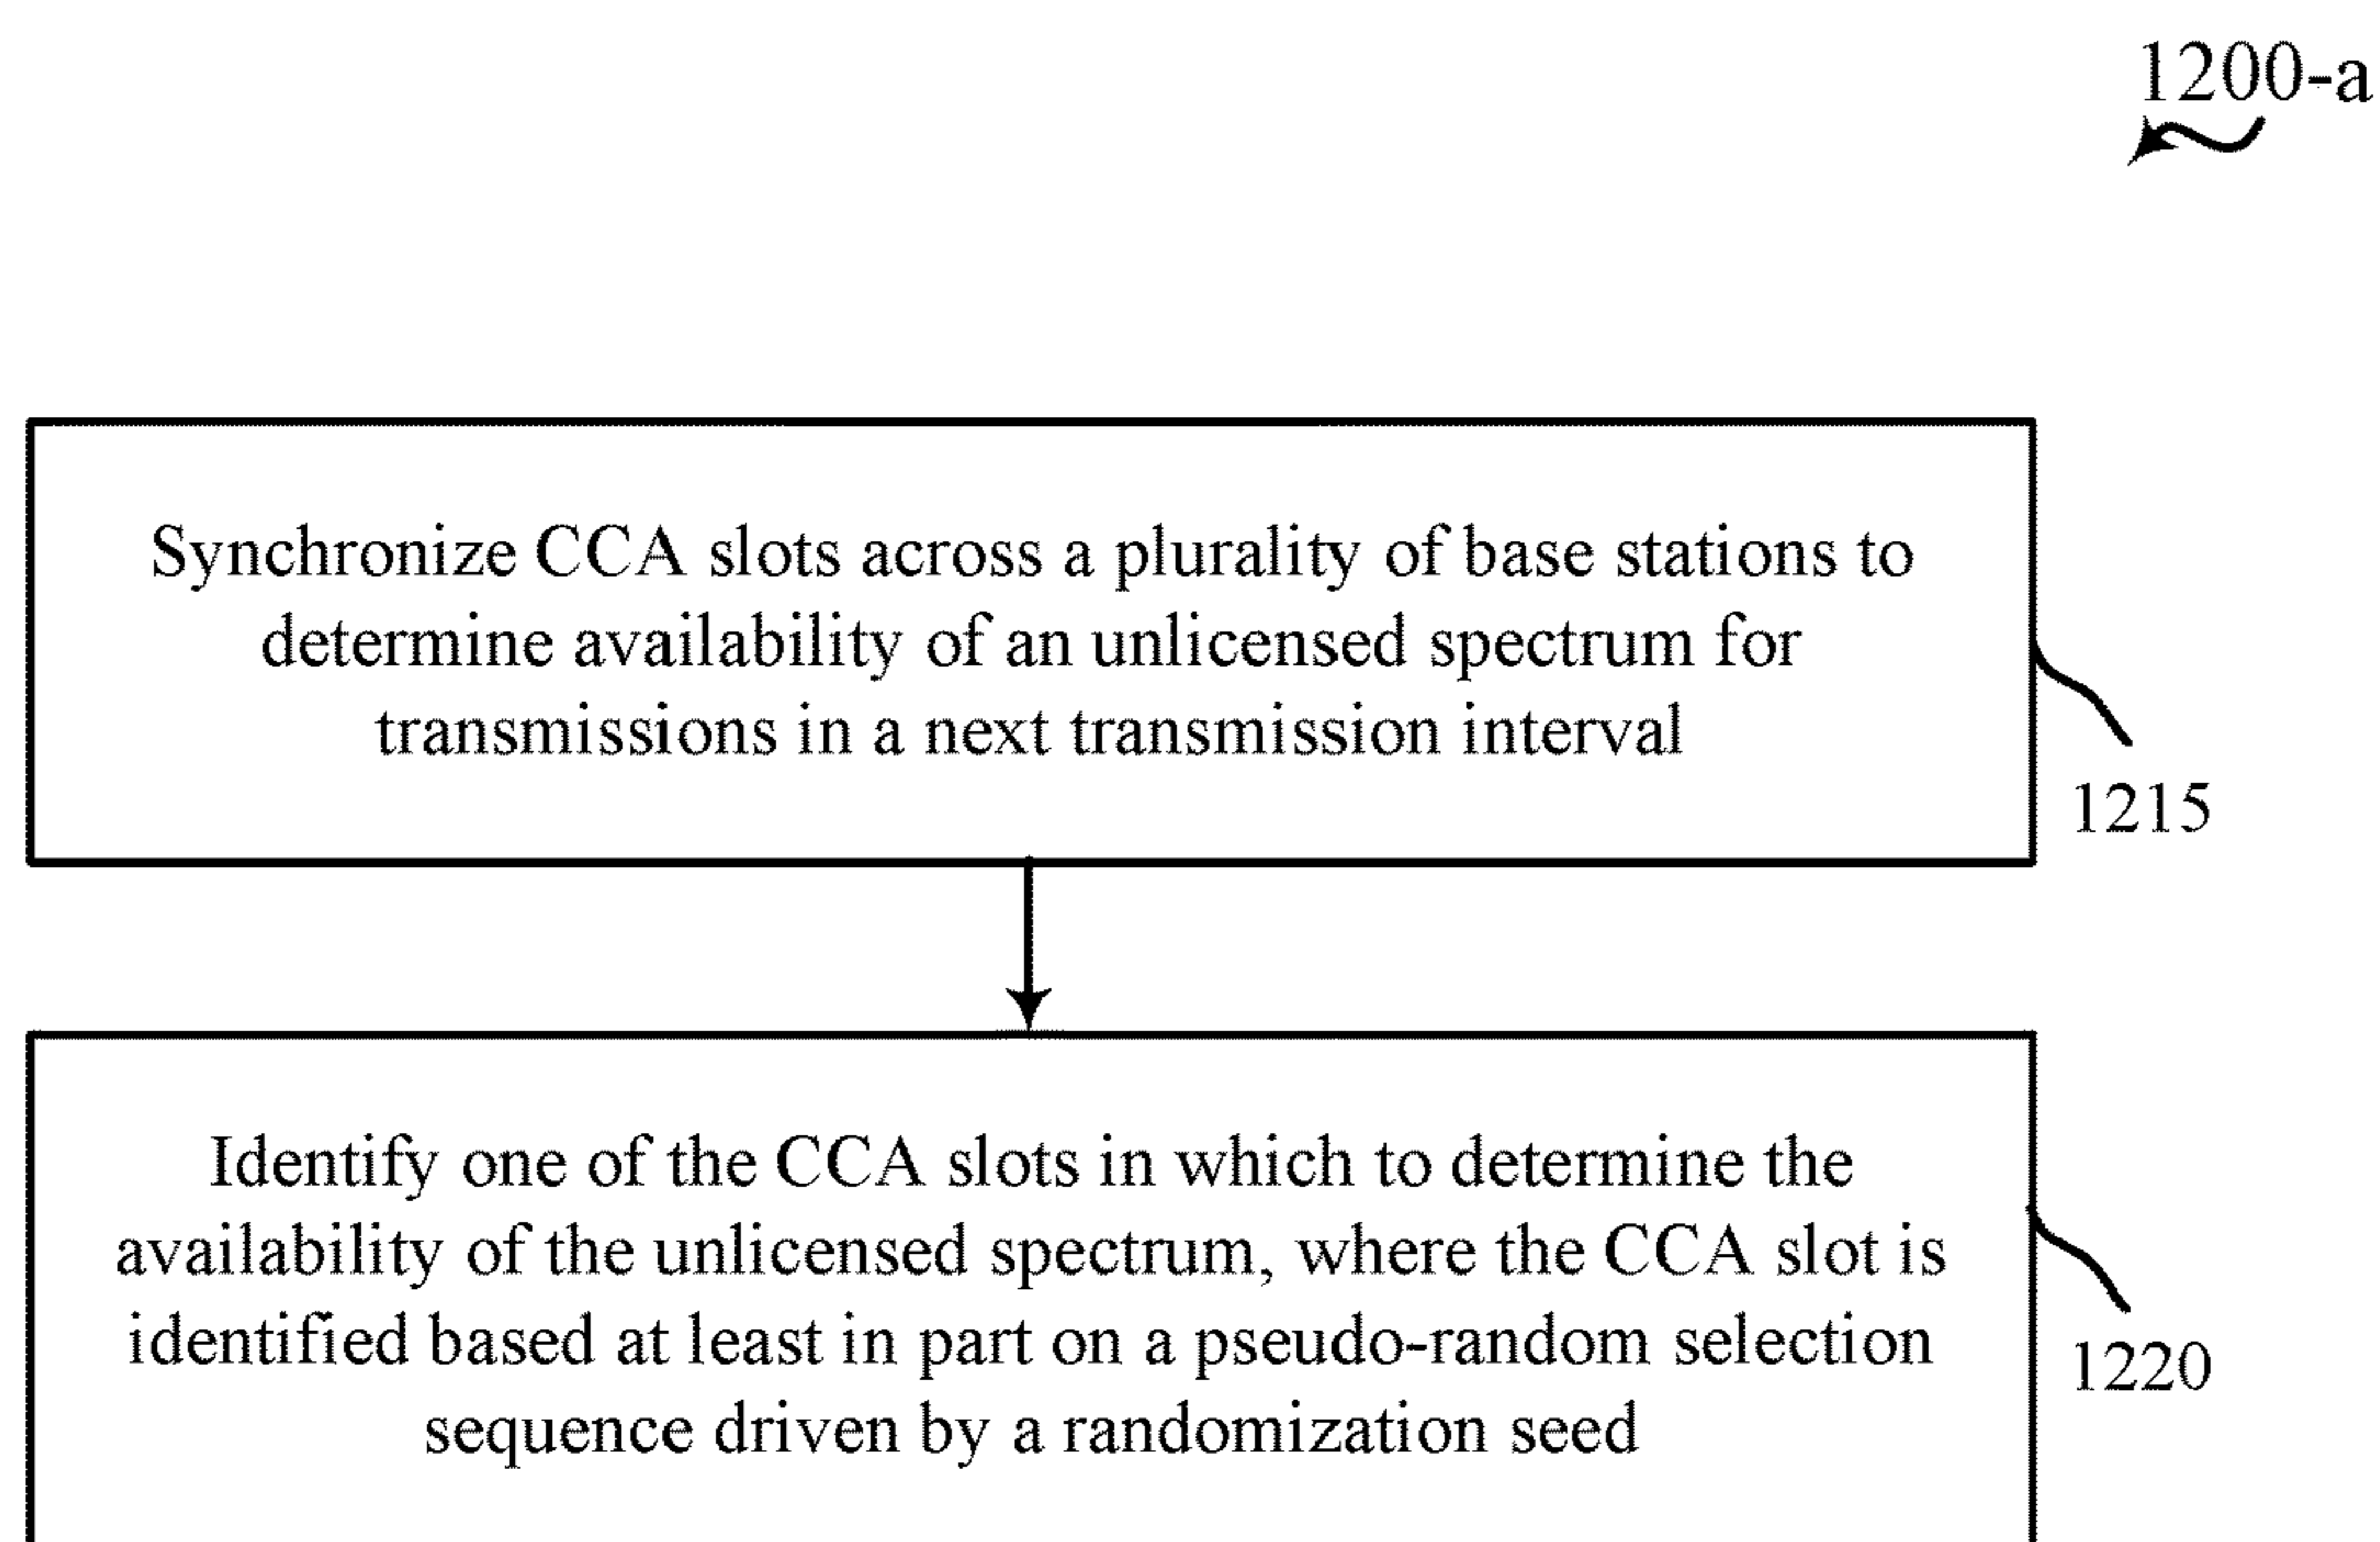 1200-a
Synchronize CCA slots across a plurality of base stations to
determine availability of an unlicensed spectrum for
transmissions in a next transmission interval
1215
Identify one of the CCA slots in which to determine the
availability of the unlicensed spectrum, where the CCA slot is
identified based at least in part on a pseudo-random selection
sequence driven by a randomization seed
1220